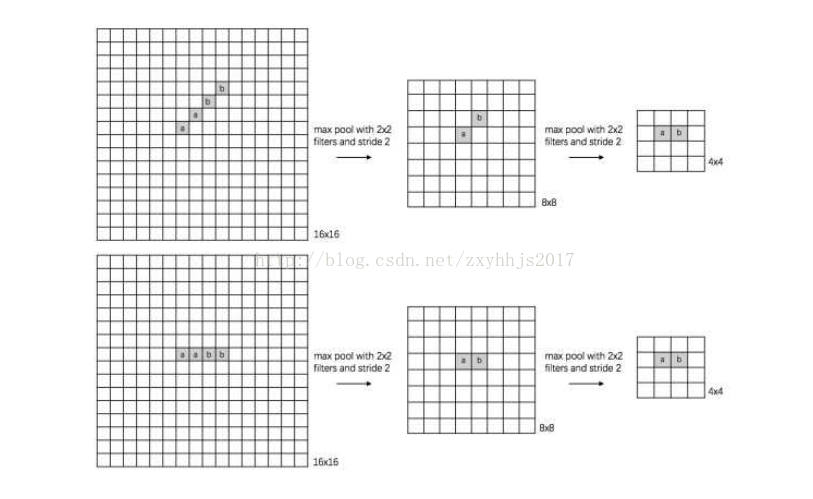 b
b
a
a
max pool with 2x2
filters and stride 2
16x16
b
a
max pool with 2x2
filters and stride 2
8x8
a b
4x4
http://blog.csdn.net/zxyhhjs2017
a a b b
max pool with 2x2
filters and stride 2
16x16
a b
max pool with 2x2
filters and stride 2
8x8
a b
4x4